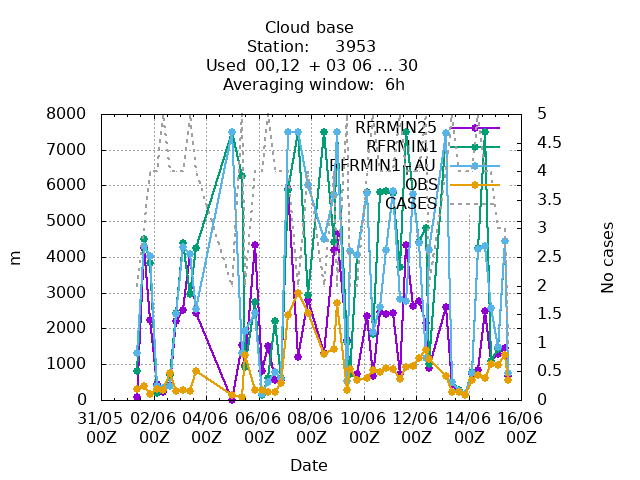 Cloud base
Station: 3953
Used 00,12 + 03 06 ... 30
Averaging window: 6h
8000 5
7000 4.5
6000 4
5000 3.5
4000 3
3000 2.5
2000 2
1000 1.5
0 1
0.5
0
RFRMIN25
RFRMIN1
RFRMIN1-AU
OBS
CASES
m
No cases
31/05 02/06 04/06 06/06 08/06 10/06 12/06 14/06 16/06
00Z 00Z 00Z 00Z 00Z 00Z 00Z 00Z 00Z
Date